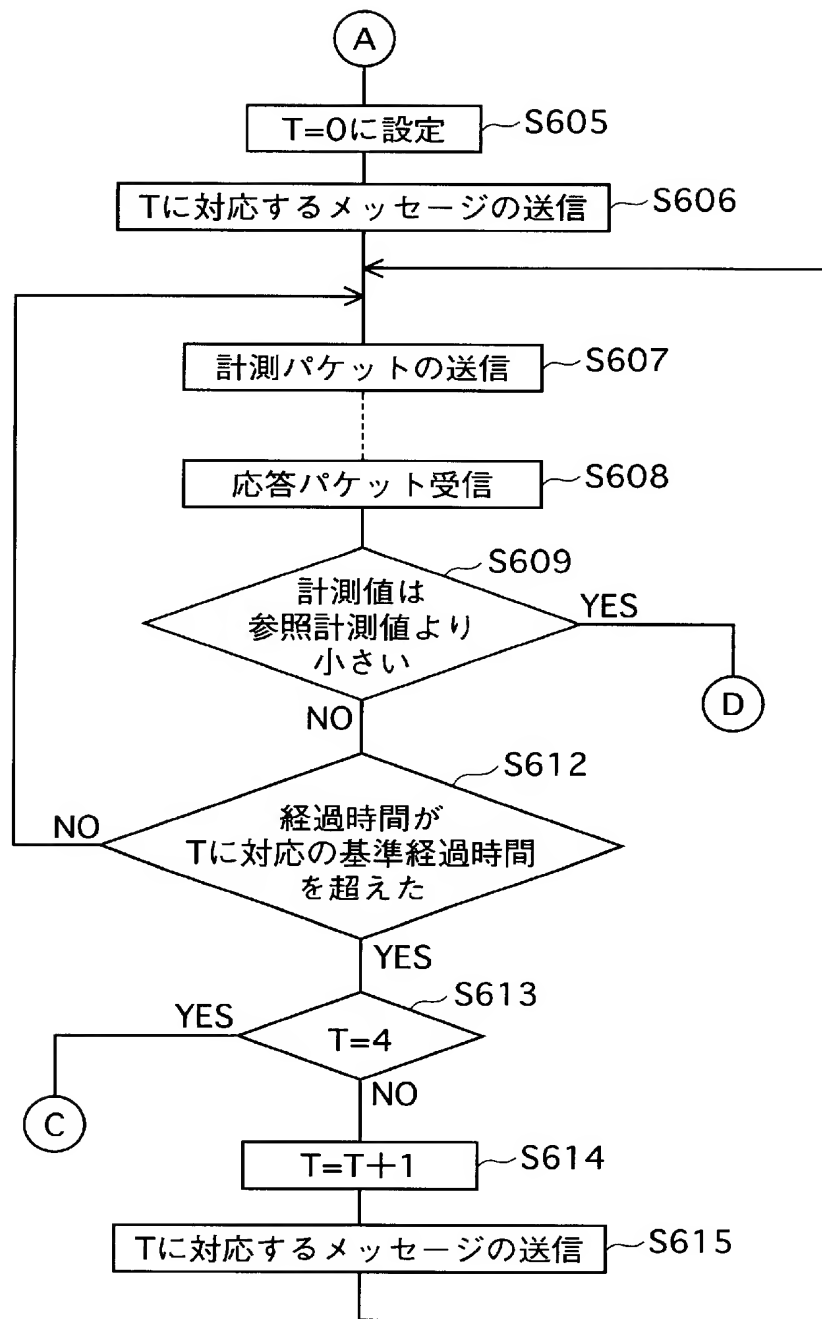 A
T=0に設定
S605
Tに対応するメッセージの送信
S606
計測パケットの送信
S607
応答パケット受信
S608
S609
計測値は
参照計測値より
小さい
YES
D
NO
S612
経過時間が
Tに対応の基準経過時間
を超えた
NO
YES
S613
YES
T=4
C
NO
T=T+1
S614
Tに対応するメッセージの送信
S615